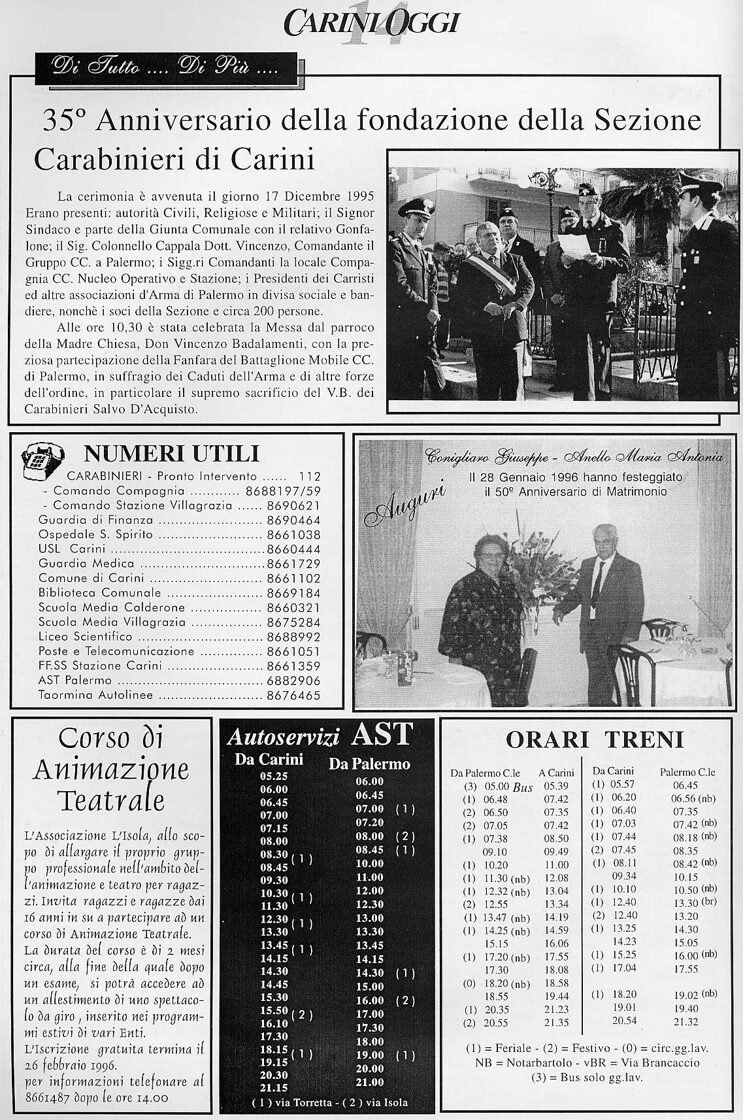 CARINI OGGI
14
Di Tutto .... Di Più ....
35º Anniversario della fondazione della Sezione
Carabinieri di Carini
La cerimonia è avvenuta il giorno 17 Dicembre 1995
Erano presenti: autorità Civili, Religiose e Militari; il Signor
Sindaco e parte della Giunta Comunale con il relativo Gonfa-
lone; il Sig. Colonnello Cappala Dott. Vincenzo, Comandante il
Gruppo CC. a Palermo; i Sigg.ri Comandanti la locale Compa-
gnia CC. Nucleo Operativo e Stazione; i Presidenti dei Carristi
ed altre associazioni d'Arma di Palermo in divisa sociale e ban-
diere, nonchè i soci della Sezione e circa 200 persone.
Alle ore 10,30 è stata celebrata la Messa dal parroco
della Madre Chiesa, Don Vincenzo Badalamenti, con la pre-
ziosa partecipazione della Fanfara del Battaglione Mobile CC.
di Palermo, in suffragio dei Caduti dell'Arma e di altre forze
dell'ordine, in particolare il supremo sacrificio del V.B. dei
Carabinieri Salvo D'Acquisto.
NUMERI UTILI
CARABINIERI - Pronto Intervento ...... 112
- Comando Compagnia ............ 8688197/59
- Comando Stazione Villagrazia ...... 8690621
Guardia di Finanza ............ 8690464
Ospedale S. Spirito ............ 8661038
USL Carini ............ 8660444
Guardia Medica ............ 8661729
Comune di Carini ............ 8661102
Biblioteca Comunale ............ 8669184
Scuola Media Calderone ............ 8660321
Scuola Media Villagrazia ............ 8675284
Liceo Scientifico ............ 8688992
Poste e Telecomunicazione ............ 8661051
FF.SS Stazione Carini ............ 8661359
AST Palermo ............ 6882906
Taormina Autolinee ............ 8676465
Conigliaro Giuseppe - Anello Maria Antonia
Il 28 Gennaio 1996 hanno festeggiato
il 50º Anniversario di Matrimonio
Auguri
Corso di
Animazione
Teatrale
L'Associazione L'Isola, allo sco-
po di allargare il proprio grup-
po professionale nell'ambito del-
l'animazione e teatro per ragaz-
zi. Invita ragazzi e ragazze dai
16 anni in su a partecipare ad un
corso di Animazione Teatrale.
La durata del corso è di 2 mesi
circa, alla fine della quale dopo
un esame, si potrà accedere ad
un allestimento di uno spettaco-
lo da giro , inserito nei program-
mi estivi di vari Enti.
L'Iscrizione gratuita termina il
26 febbraio 1996.
per informazioni telefonare al
8661487 dopo le ore 14.00
Autoservizi AST
Da Carini Da Palermo
05.25 06.00
06.00 06.45
06.45 07.00 (1)
07.00 07.20
07.15 08.00 (2)
08.00 08.45 (1)
08.30 (1) 10.00
08.45 11.00
09.30 12.00
10.30 (1) 12.30
11.30 13.00
12.30 (1) 13.30
13.30 14.00
13.45 (1) 14.15
14.15 14.30 (1)
14.30 15.00
14.45 16.00 (2)
15.30 17.00
15.50 (2) 17.30
16.10 18.00
17.30 19.00 (1)
18.15 (1) 20.00
19.15 21.00
20.30
21.15
(1) via Torretta - (2) via Isola
ORARI TRENI
Da Palermo C.le A Carini Da Carini Palermo C.le
(3) 05.00 Bus 05.39 (1) 05.57 06.45
(1) 06.48 07.42 (1) 06.20 06.56 (nb)
(2) 06.50 07.35 (1) 06.40 07.35
(2) 07.05 07.42 (1) 07.03 07.42 (nb)
(1) 07.38 08.50 (1) 07.44 08.18 (nb)
09.10 09.49 (2) 07.45 08.35
(1) 10.20 11.00 (1) 08.11 08.42 (nb)
(1) 11.30 (nb) 12.08 09.34 10.15
(1) 12.32 (nb) 13.04 (1) 10.10 10.50 (nb)
(2) 12.55 13.34 (1) 12.40 13.30 (br)
(1) 13.47 (nb) 14.19 (2) 12.40 13.20
(1) 14.25 (nb) 14.59 (1) 13.25 14.30
15.15 16.06 14.23 15.05
(1) 17.20 (nb) 17.55 (1) 15.25 16.00 (nb)
17.30 18.08 (1) 17.04 17.55
(0) 18.20 (nb) 18.58
18.55 19.44 (1) 18.20 19.02 (nb)
(1) 20.35 21.23 19.01 19.40
(2) 20.55 21.35 20.54 21.32
(1) = Feriale - (2) = Festivo - (0) = circ.gg.lav.
NB = Notarbartolo - vBR = Via Brancaccio
(3) = Bus solo gg.lav.